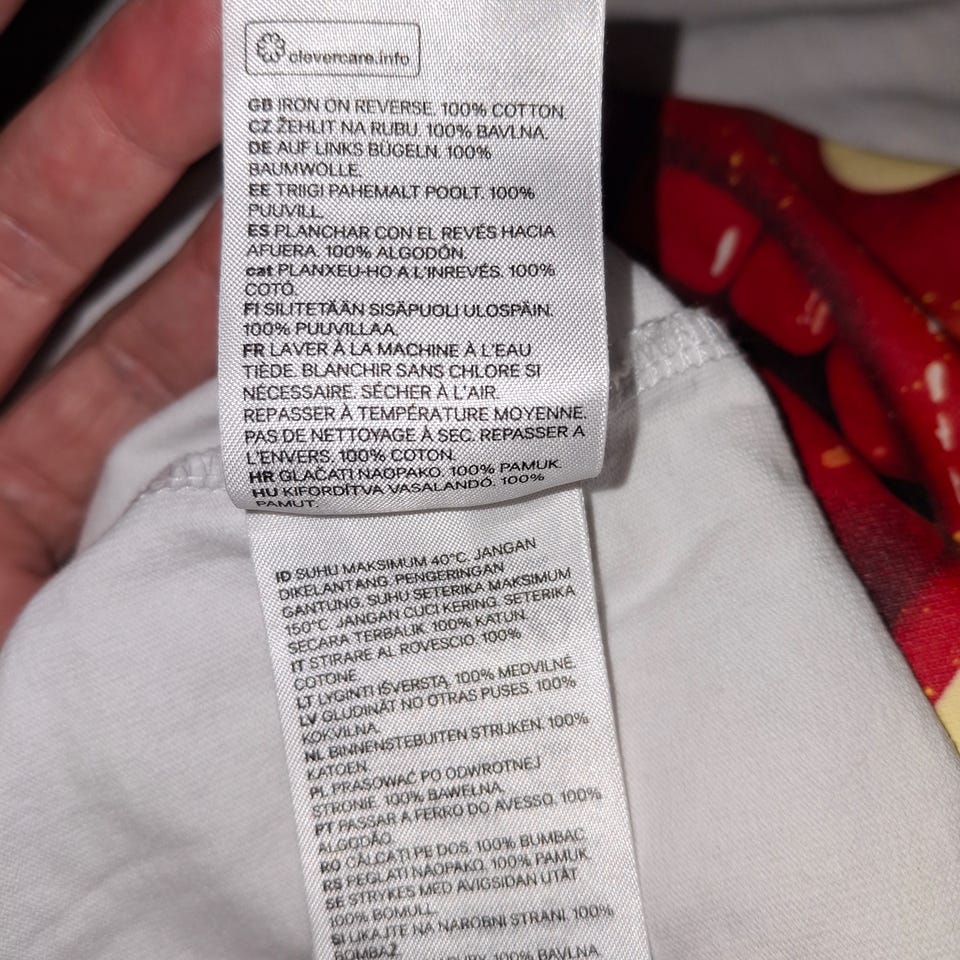 clevercare.info
GB IRON ON REVERSE. 100% COTTON.
CZ ŽEHLIT NA RUBU. 100% BAVLNA.
DE AUF LINKS BÜGELN. 100%
BAUMWOLLE.
EE TRIIGI PAHEMALT POOLT. 100%
PUUVILL.
ES PLANCHAR CON EL REVÉS HACIA
AFUERA. 100% ALGODÓN.
cat PLANXEU-HO A L'INREVÉS. 100%
COTÓ.
FI SILITETÄÄN SISÄPUOLI ULOSPÄIN.
100% PUUVILLAA.
FR LAVER À LA MACHINE À L'EAU
TIÈDE. BLANCHIR SANS CHLORE SI
NÉCESSAIRE. SÉCHER À L'AIR.
REPASSER À TEMPÉRATURE MOYENNE.
PAS DE NETTOYAGE À SEC. REPASSER À
L'ENVERS. 100% COTON.
HR GLAČATI NAOPAKO. 100% PAMUK.
HU KIFORDÍTVA VASALANDÓ. 100%
PAMUT.
ID SUHU MAKSIMUM 40°C. JANGAN
DIKELANTANG. PENGERINGAN
GANTUNG. SUHU SETERIKA MAKSIMUM
150°C. JANGAN CUCI KERING. SETERIKA
SECARA TERBALIK. 100% KATUN.
IT STIRARE AL ROVESCIO. 100%
COTONE.
LT LYGINTI IŠVERSTĄ. 100% MEDVILNĖ.
LV GLUDINĀT NO OTRAS PUSES. 100%
KOKVILNA.
NL BINNENSTEBUITEN STRIJKEN. 100%
KATOEN.
PL PRASOWAĆ PO ODWROTNEJ
STRONIE. 100% BAWEŁNA.
PT PASSAR A FERRO DO AVESSO. 100%
ALGODÃO.
RO CĂLCAȚI PE DOS. 100% BUMBAC
RS PEGLATI NAOPAKO. 100% PAMUK.
SE STRYKES MED AVIGSIDAN UTÅT.
100% BOMULL.
SI LIKAJTE NA NAROBNI STRANI. 100%
BOMBAŽ.
100% BAVLNA